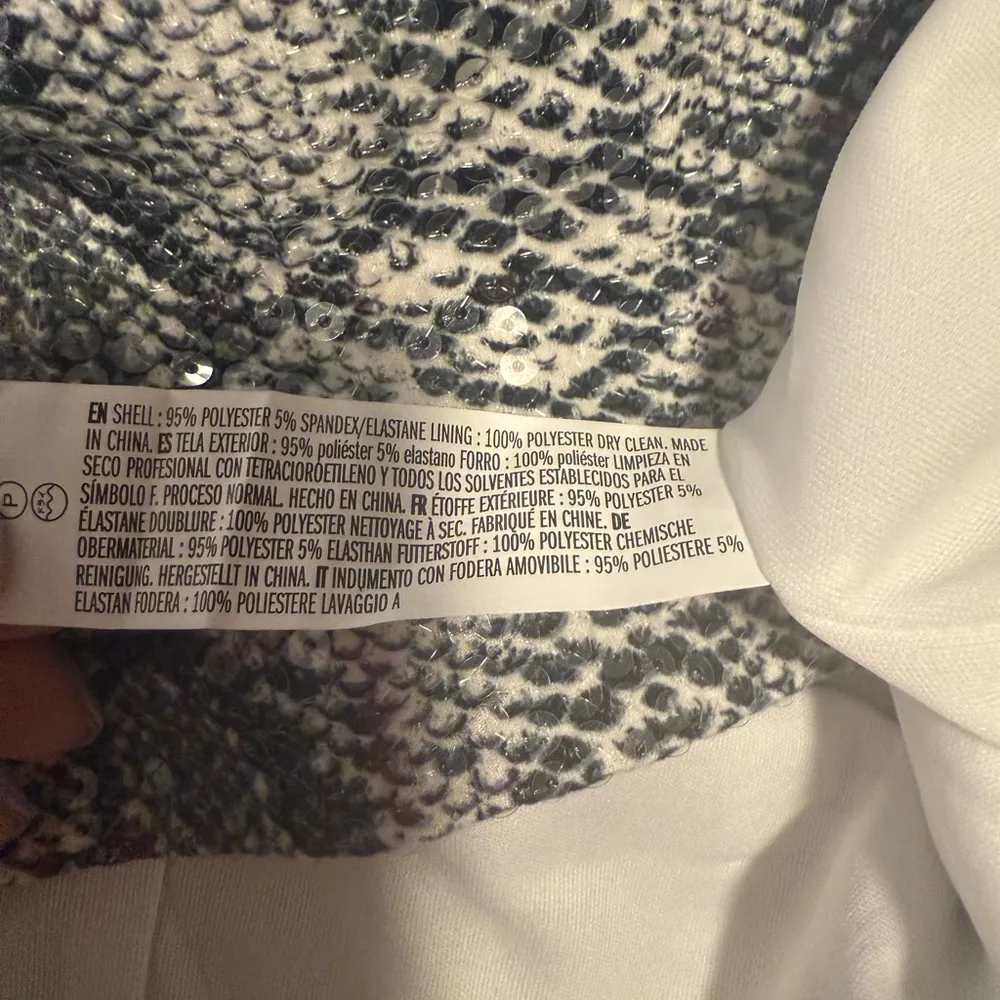 EN SHELL : 95% POLYESTER 5% SPANDEX/ELASTANE LINING : 100% POLYESTER DRY CLEAN. MADE
IN CHINA. ES TELA EXTERIOR : 95% poliéster 5% elastano FORRO : 100% poliéster LIMPIEZA EN
SECO PROFESIONAL CON TETRACIOROETILENO Y TODOS LOS SOLVENTES ESTABLECIDOS PARA EL
SÍMBOLO F. PROCESO NORMAL. HECHO EN CHINA. FR ÉTOFFE EXTÉRIEURE : 95% POLYESTER 5%
ÉLASTANE DOUBLURE : 100% POLYESTER NETTOYAGE À SEC. FABRIQUÉ EN CHINE. DE
OBERMATERIAL : 95% POLYESTER 5% ELASTHAN FUTTERSTOFF : 100% POLYESTER CHEMISCHE
REINIGUNG. HERGESTELLT IN CHINA. IT INDUMENTO CON FODERA AMOVIBILE : 95% POLIESTERE 5%
ELASTAN FODERA : 100% POLIESTERE LAVAGGIO A
P